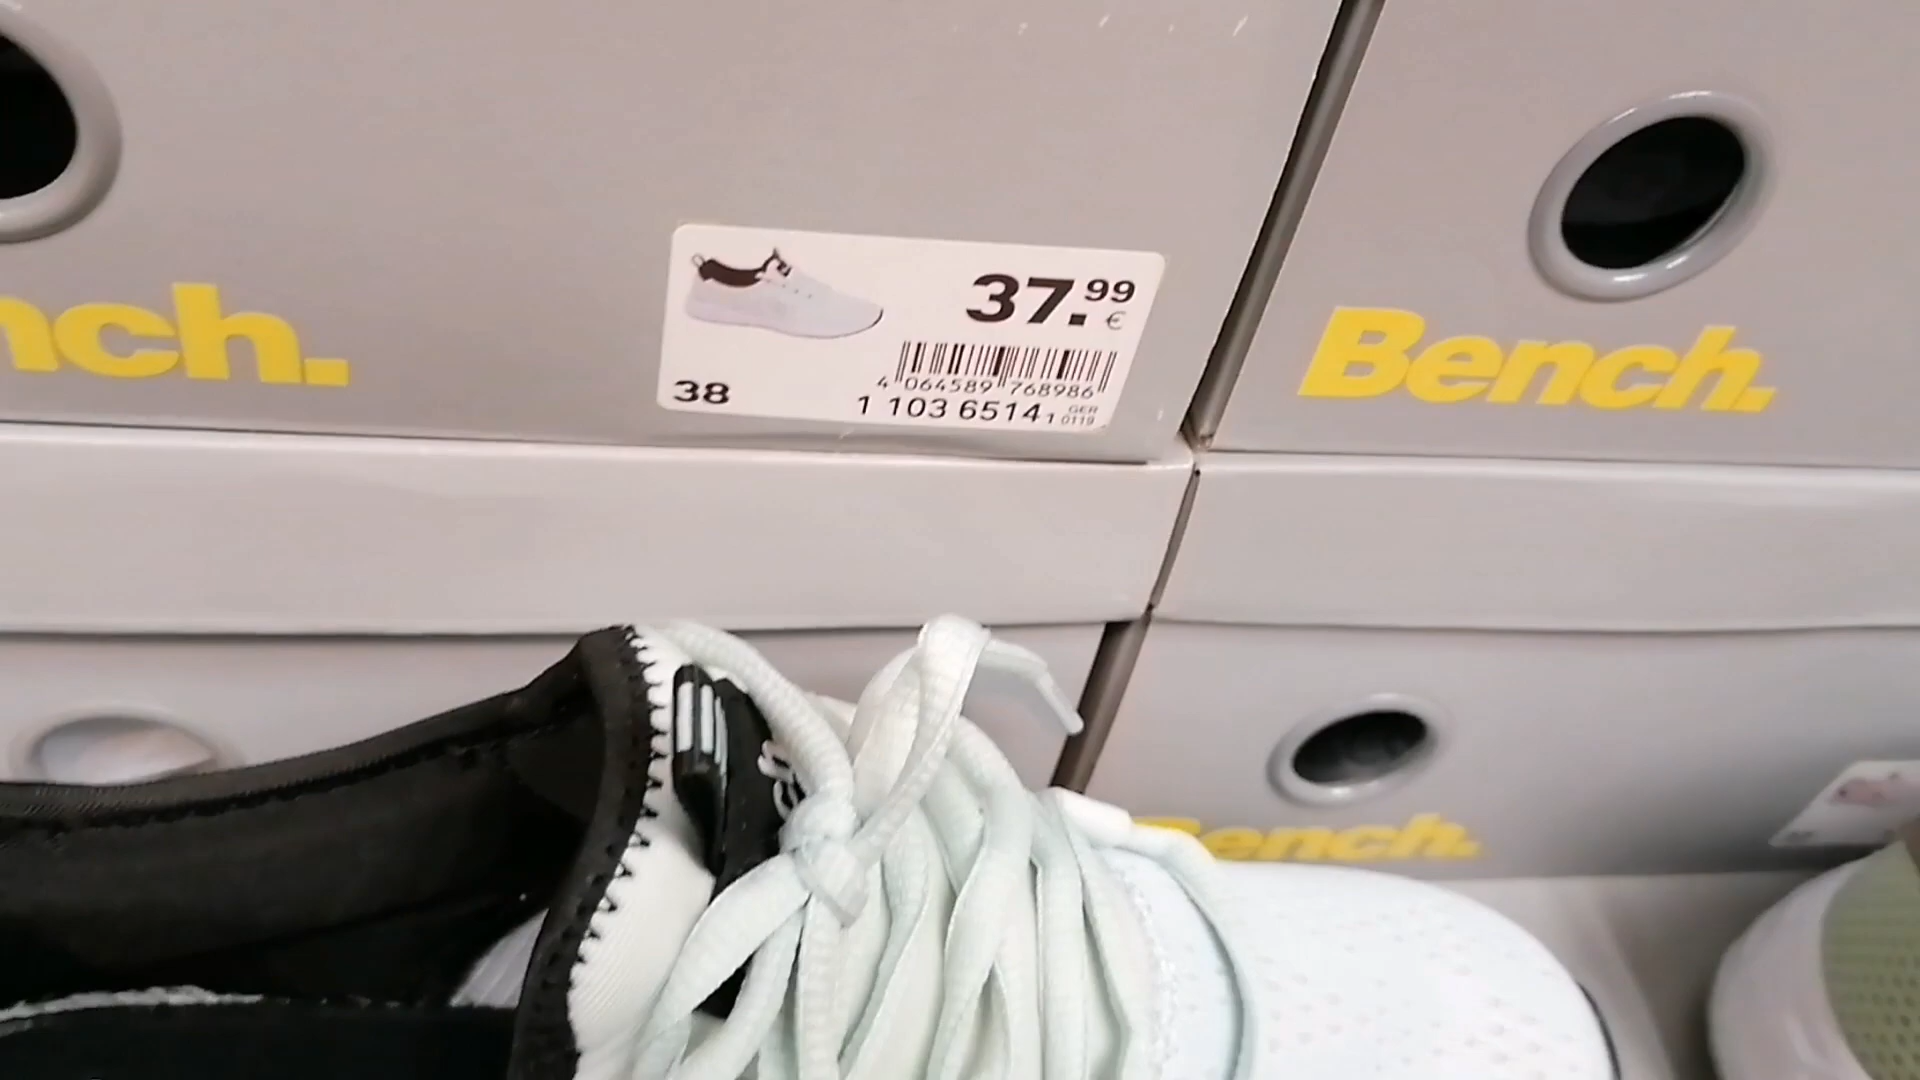 nch.
37.99
€
4 064589 768986
38
1 103 6514 1 GER
0119
Bench.
Bench.